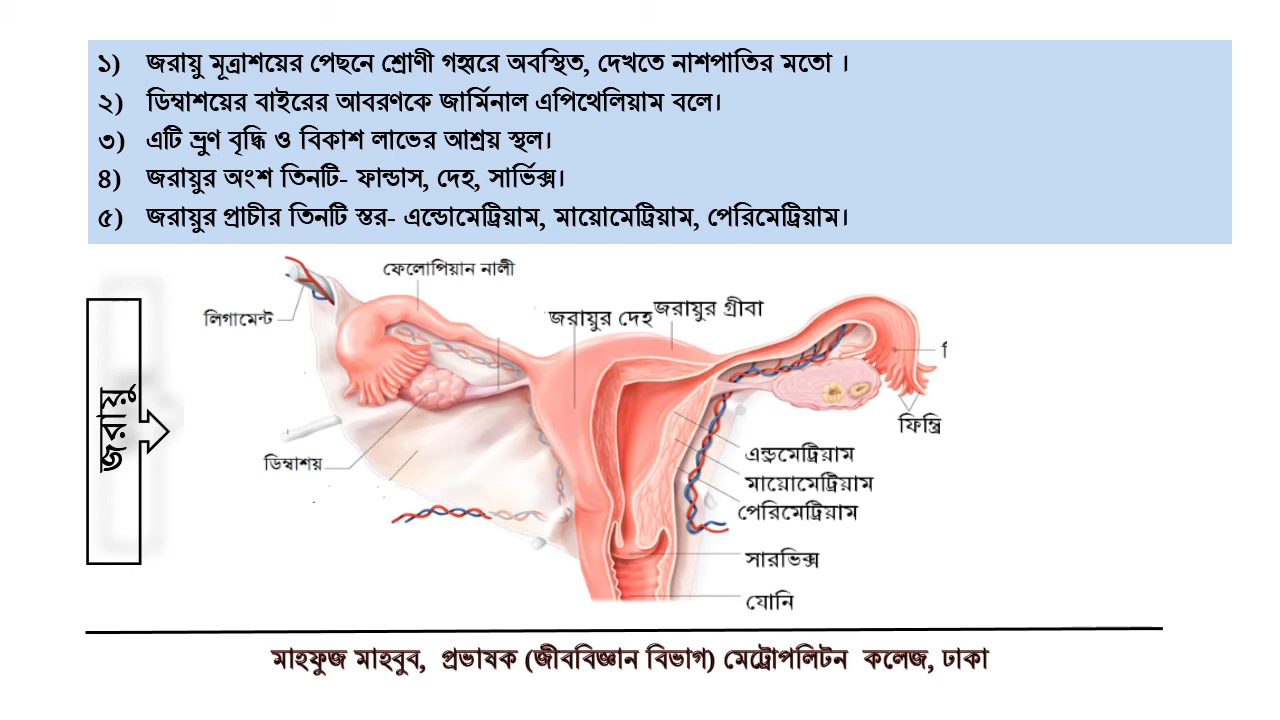 ১) জরায়ু মূত্রাশয়ের পেছনে শ্রোণী গহ্বরে অবস্থিত, দেখতে নাশপাতির মতো ।
২) ডিম্বাশয়ের বাইরের আবরণকে জার্মিনাল এপিথেলিয়াম বলে।
৩) এটি ভ্রুণ বৃদ্ধি ও বিকাশ লাভের আশ্রয় স্থল।
৪) জরায়ুর অংশ তিনটি- ফান্ডাস, দেহ, সার্ভিক্স।
৫) জরায়ুর প্রাচীর তিনটি স্তর- এন্ডোমেট্রিয়াম, মায়োমেট্রিয়াম, পেরিমেট্রিয়াম।
ফেলোপিয়ান নালী
লিগামেন্ট
জরায়ুর দেহ
জরায়ুর গ্রীবা
জরায়ু
ফিম্ব্রি
ডিম্বাশয়
এন্ড্রমেট্রিয়াম
মায়োমেট্রিয়াম
পেরিমেট্রিয়াম
সারভিক্স
যোনি
মাহফুজ মাহবুব, প্রভাষক (জীববিজ্ঞান বিভাগ) মেট্রোপলিটন কলেজ, ঢাকা